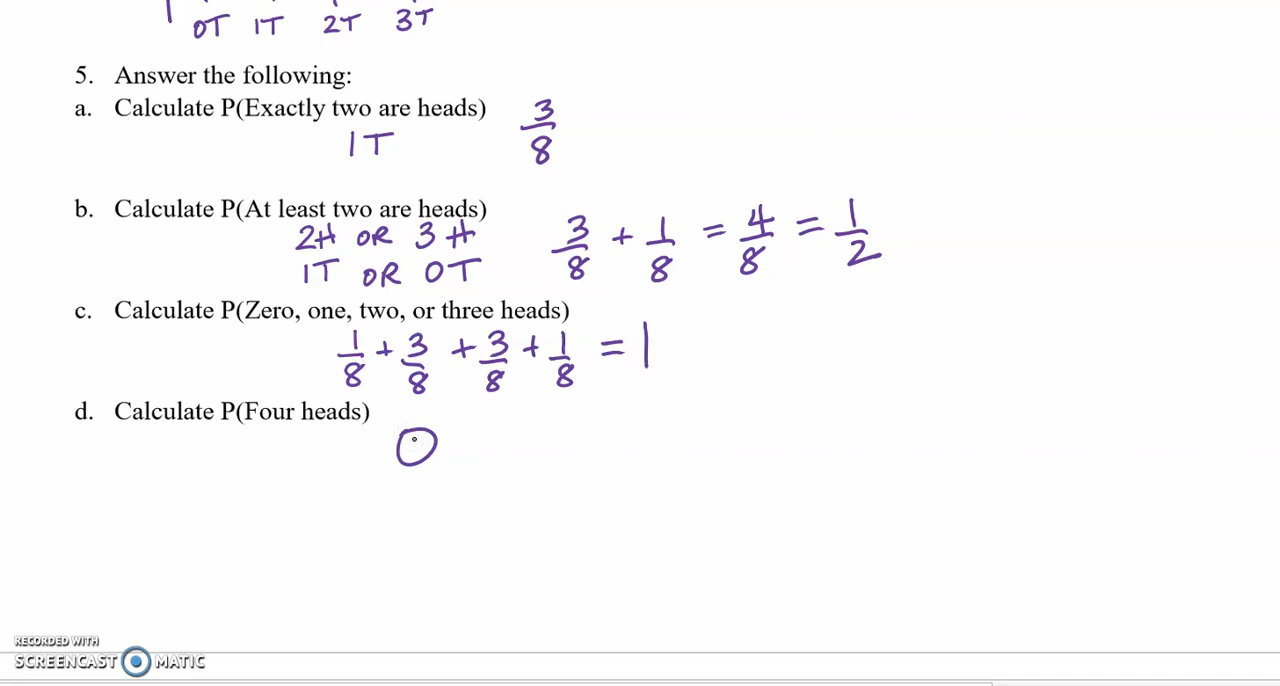 0T 1T 2T 3T
5. Answer the following:
a. Calculate P(Exactly two are heads) 3/8
1T
b. Calculate P(At least two are heads)
2H OR 3H 3/8 + 1/8 = 4/8 = 1/2
1T OR 0T
c. Calculate P(Zero, one, two, or three heads)
1/8 + 3/8 + 3/8 + 1/8 = 1
d. Calculate P(Four heads)
0
RECORDED WITH
SCREENCAST MATIC